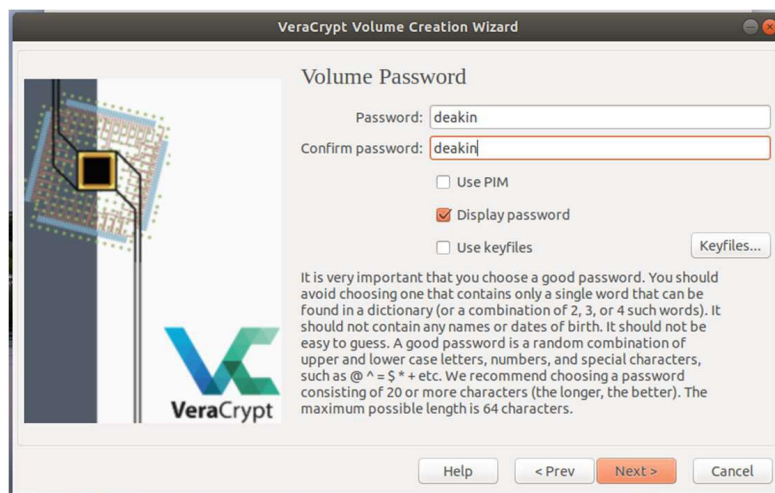 VeraCrypt Volume Creation Wizard
Volume Password
Password: deakin
Confirm password: deakin
Use PIM
Display password
Use keyfiles Keyfiles...
It is very important that you choose a good password. You should
avoid choosing one that contains only a single word that can be
found in a dictionary (or a combination of 2, 3, or 4 such words). It
should not contain any names or dates of birth. It should not be
easy to guess. A good password is a random combination of
upper and lower case letters, numbers, and special characters,
such as @ ^ = $ * + etc. We recommend choosing a password
consisting of 20 or more characters (the longer, the better). The
maximum possible length is 64 characters.
VeraCrypt
Help < Prev Next > Cancel